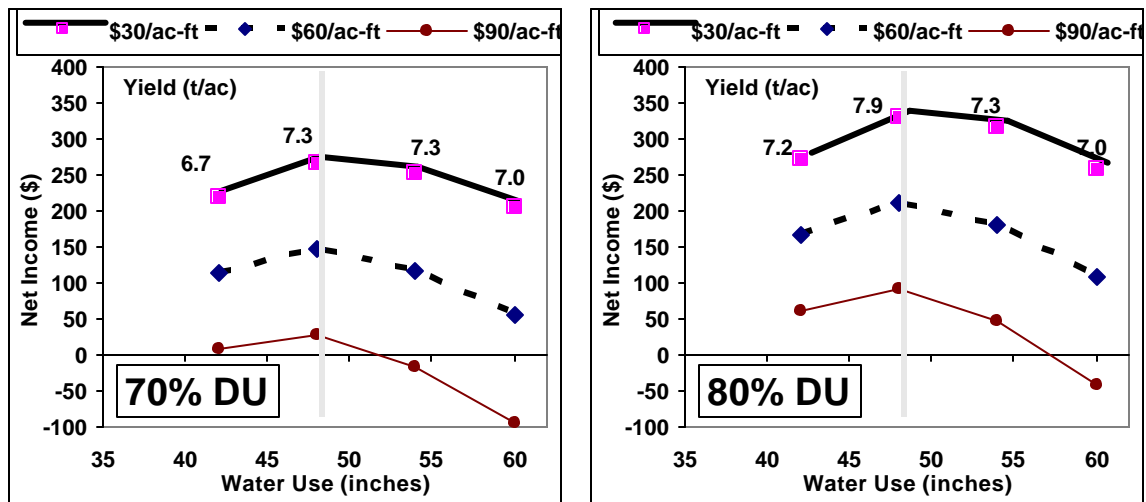 $30/ac-ft $60/ac-ft $90/ac-ft
Yield (t/ac)
400
350
300
250
200
150
100
50
0
-50
-100
Net Income ($)
6.7
7.3
7.3
7.0
70% DU
35 40 45 50 55 60
Water Use (inches)
$30/ac-ft $60/ac-ft $90/ac-ft
Yield (t/ac)
400
350
300
250
200
150
100
50
0
-50
-100
Net Income ($)
7.2
7.9
7.3
7.0
80% DU
35 40 45 50 55 60
Water Use (inches)